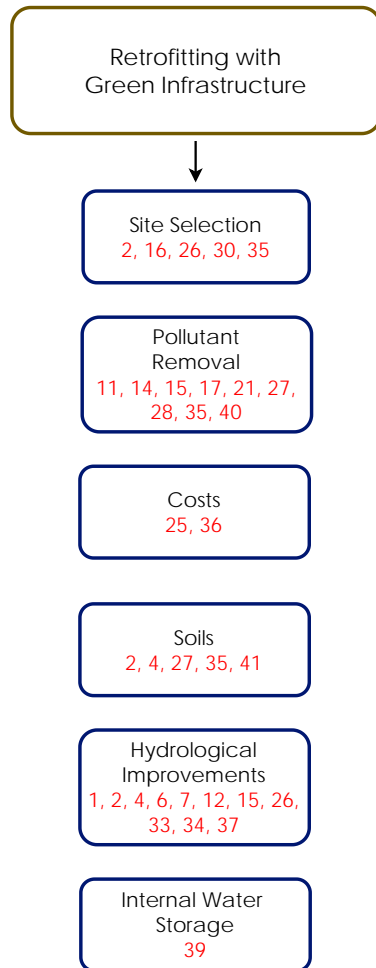 Retrofitting with
Green Infrastructure
Site Selection
2, 16, 26, 30, 35
Pollutant
Removal
11, 14, 15, 17, 21, 27,
28, 35, 40
Costs
25, 36
Soils
2, 4, 27, 35, 41
Hydrological
Improvements
1, 2, 4, 6, 7, 12, 15, 26,
33, 34, 37
Internal Water
Storage
39